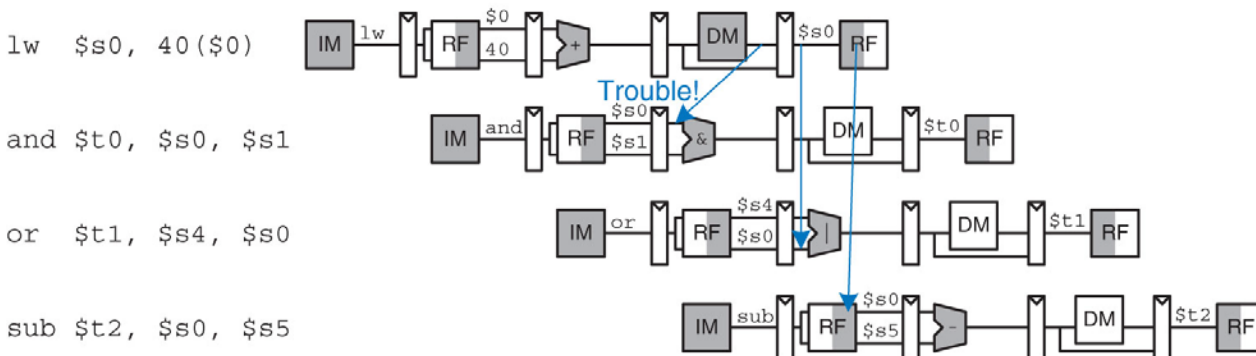 lw $s0, 40($0) IM lw RF $0 40 + DM $s0 RF
Trouble!
and $t0, $s0, $s1 IM and RF $s0 $s1 & DM $t0 RF
or $t1, $s4, $s0 IM or RF $s4 $s0 | DM $t1 RF
sub $t2, $s0, $s5 IM sub RF $s0 $s5 - DM $t2 RF